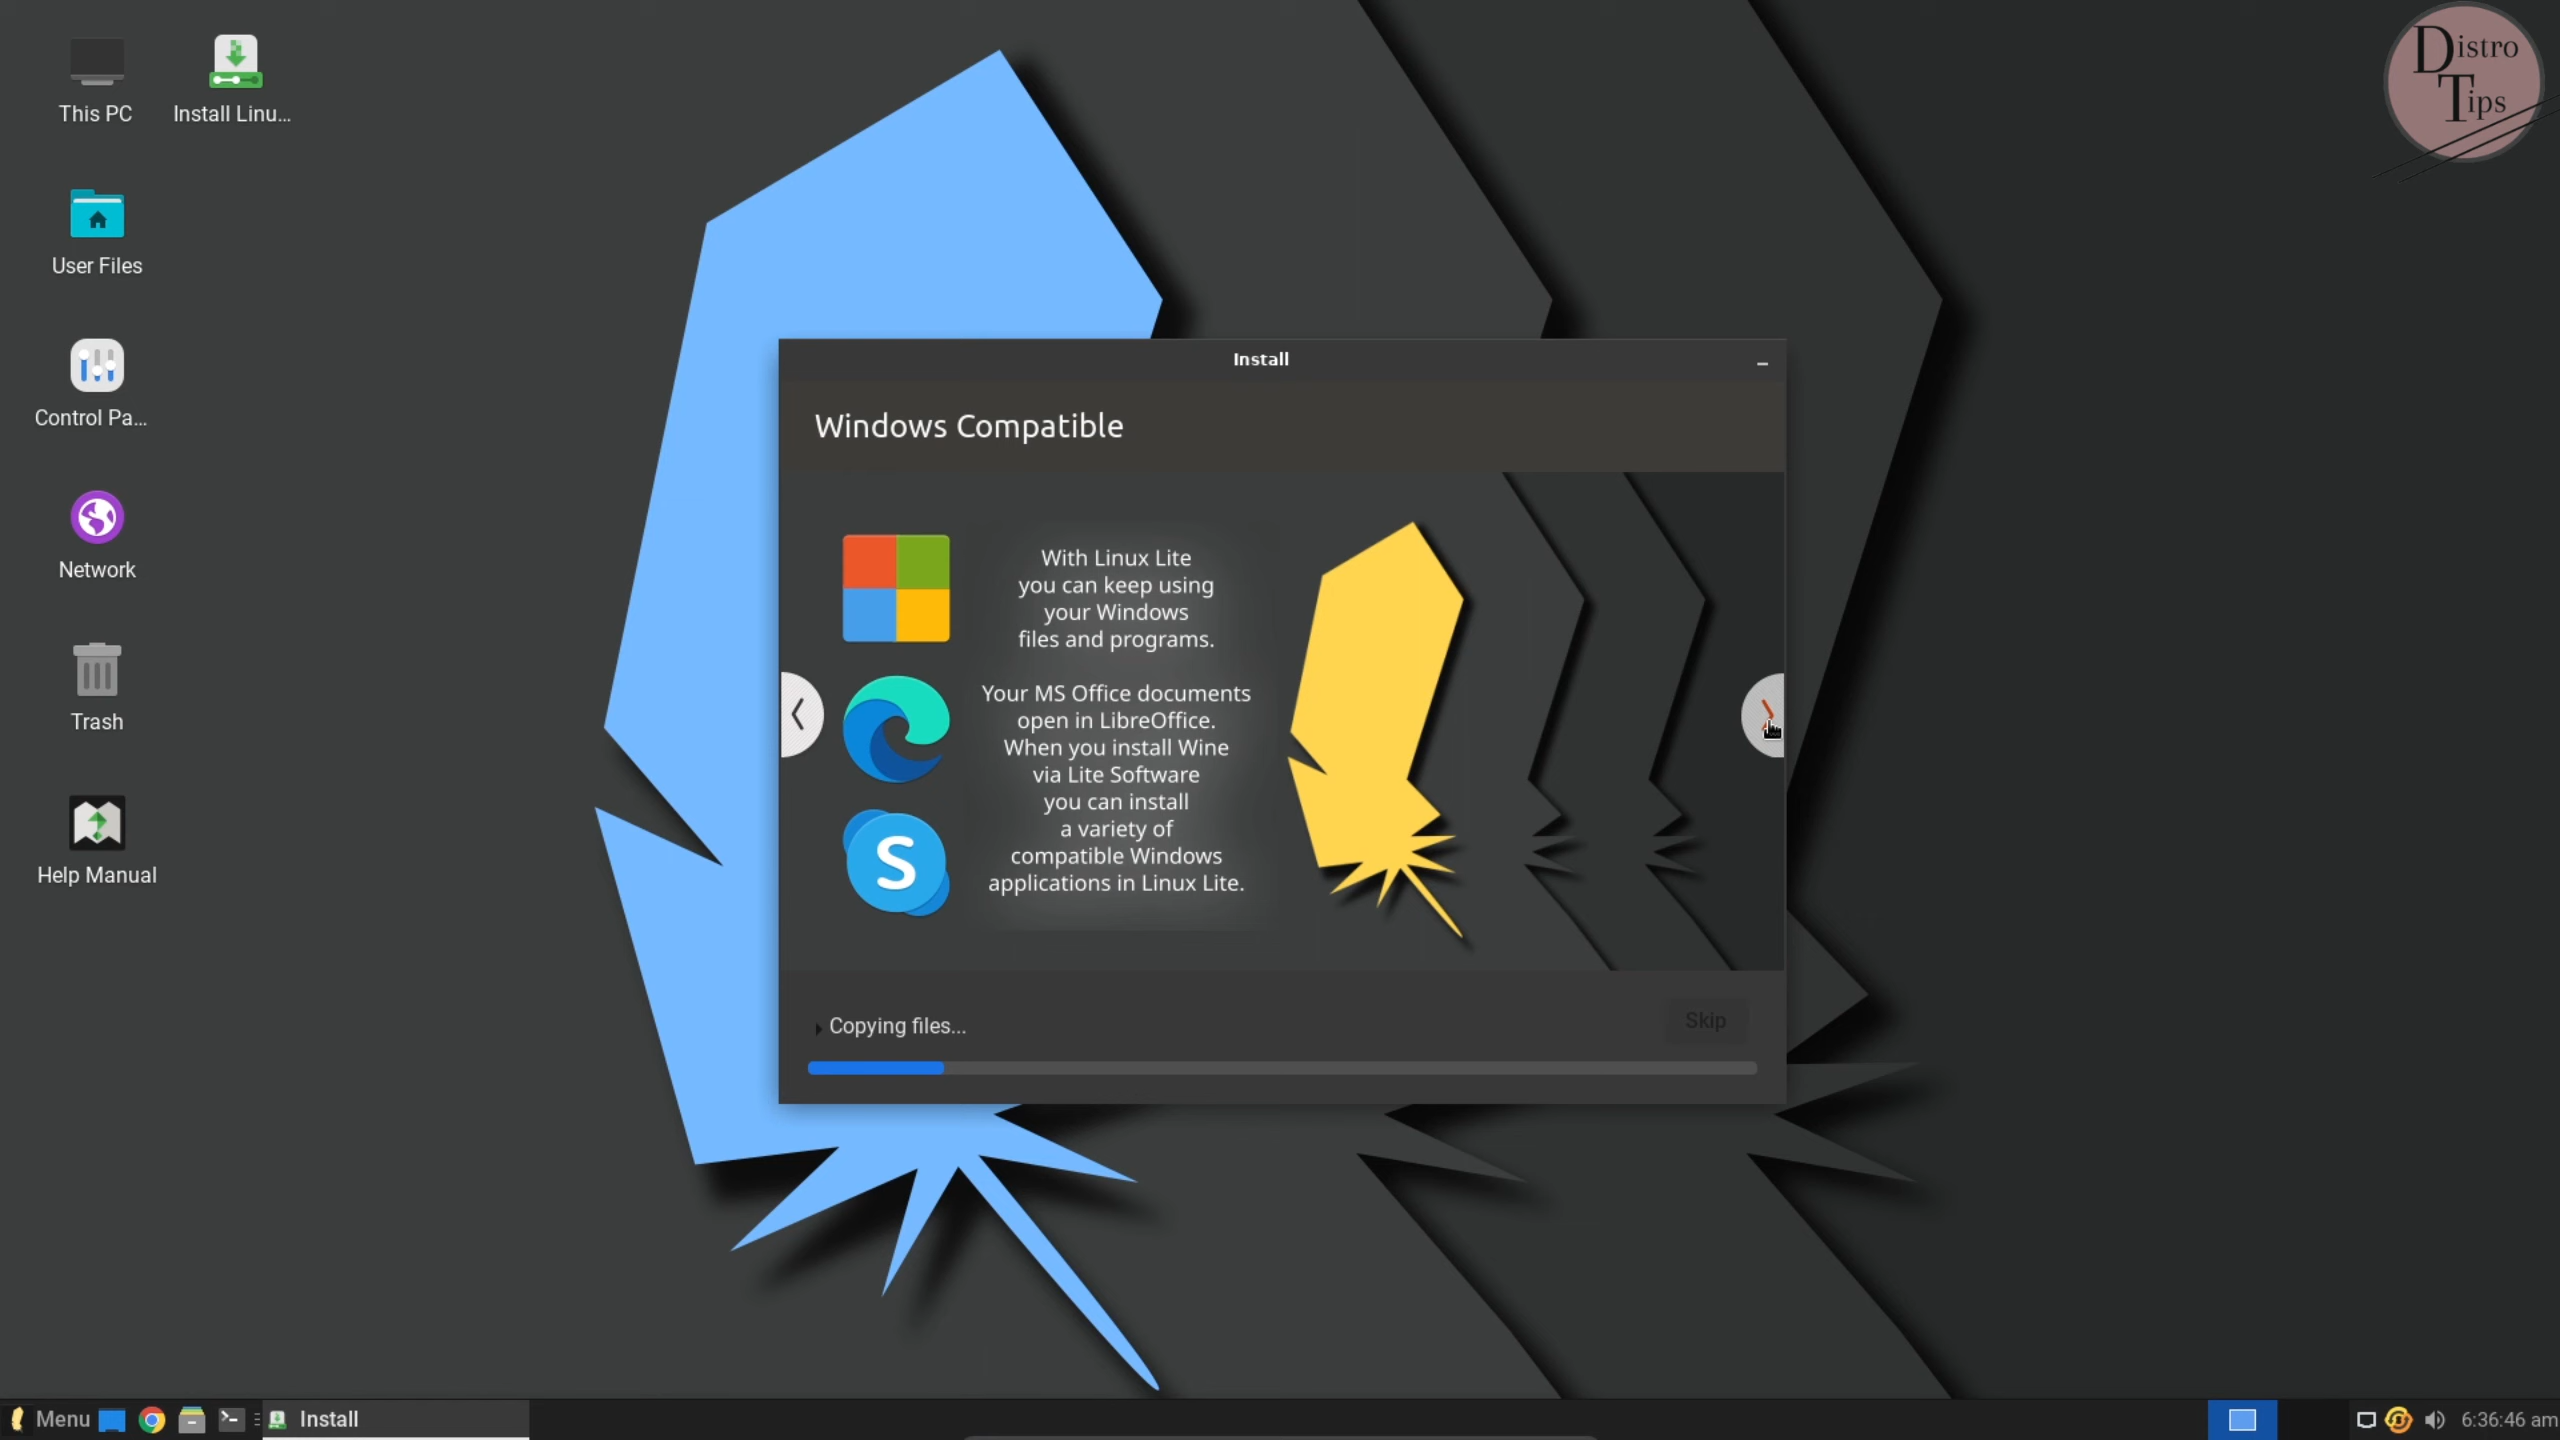 This PC
Install Linu...
User Files
Control Pa...
Network
Trash
Help Manual
Distro
Tips
Install
Windows Compatible
With Linux Lite
you can keep using
your Windows
files and programs.
Your MS Office documents
open in LibreOffice.
When you install Wine
via Lite Software
you can install
a variety of
compatible Windows
applications in Linux Lite.
S
Copying files...
Skip
Menu
Install
6:36:46 am